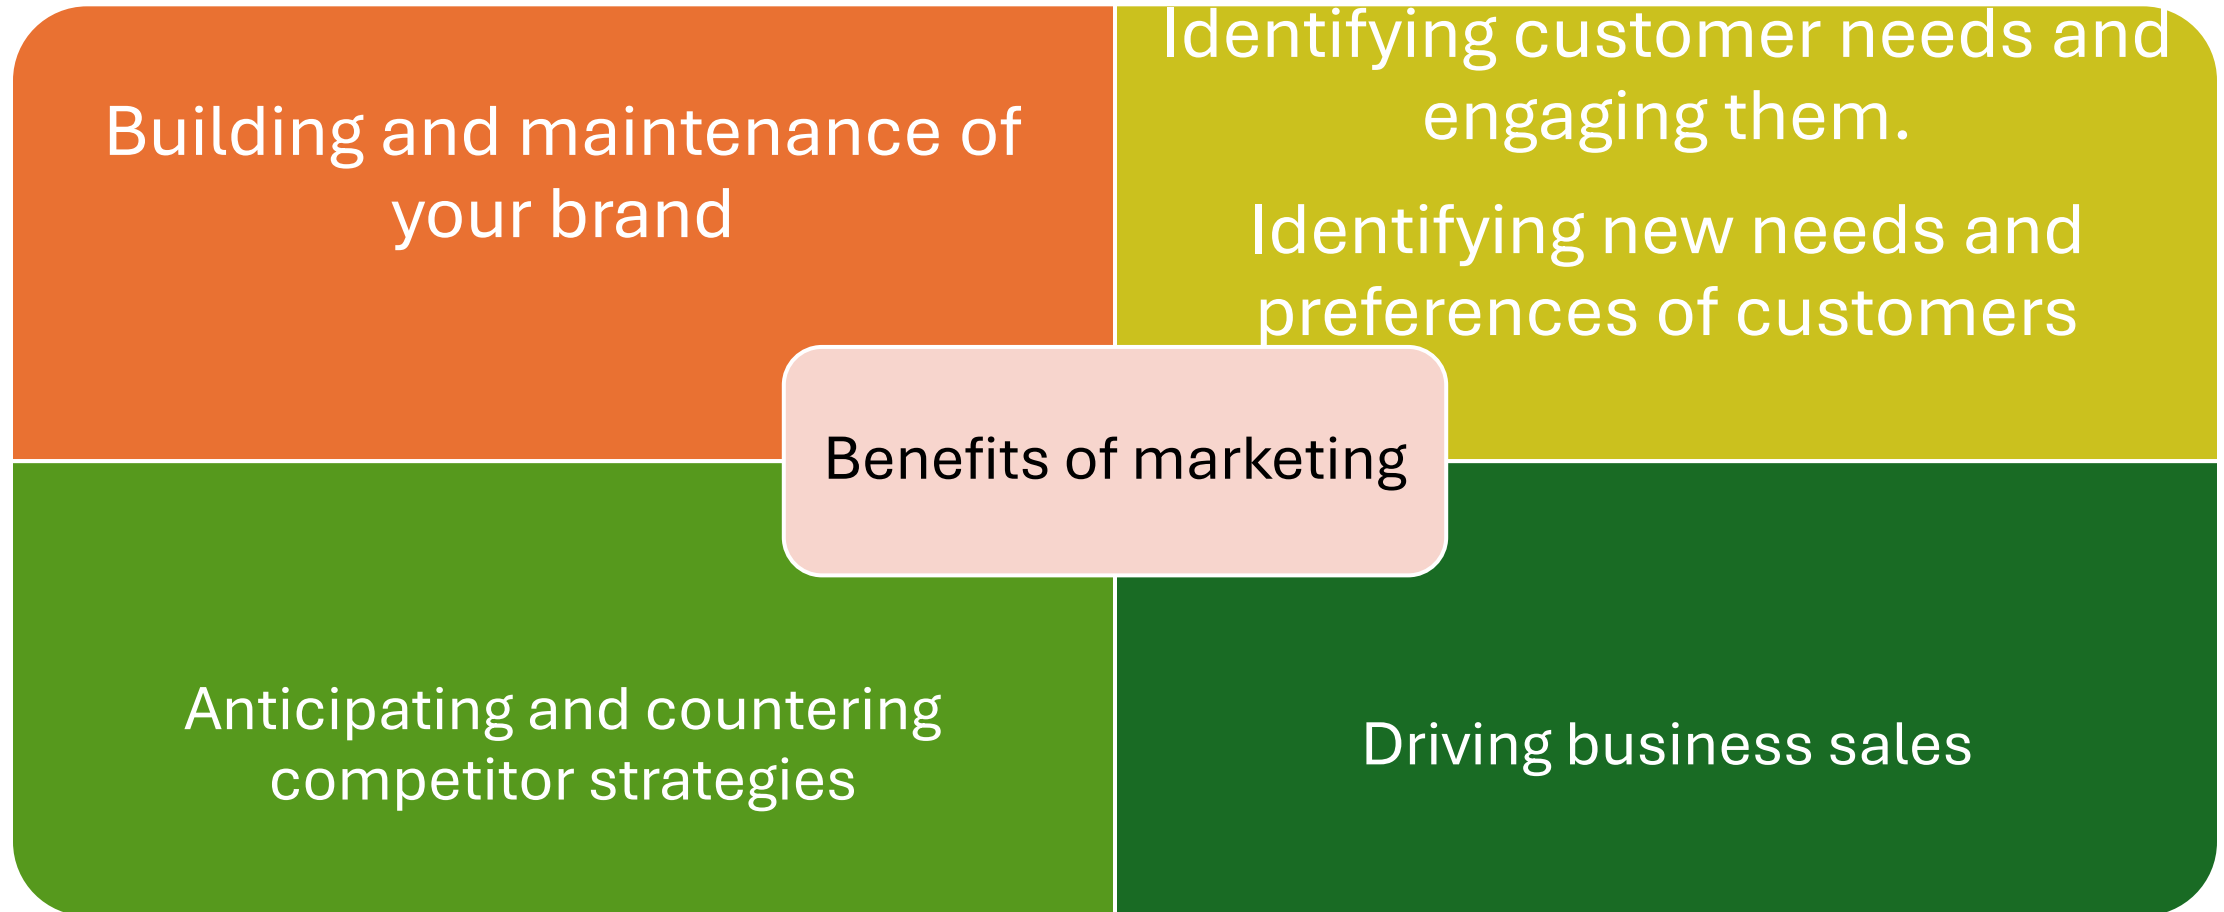 Building and maintenance of
your brand
Identifying customer needs and
engaging them.
Identifying new needs and
preferences of customers
Benefits of marketing
Anticipating and countering
competitor strategies
Driving business sales